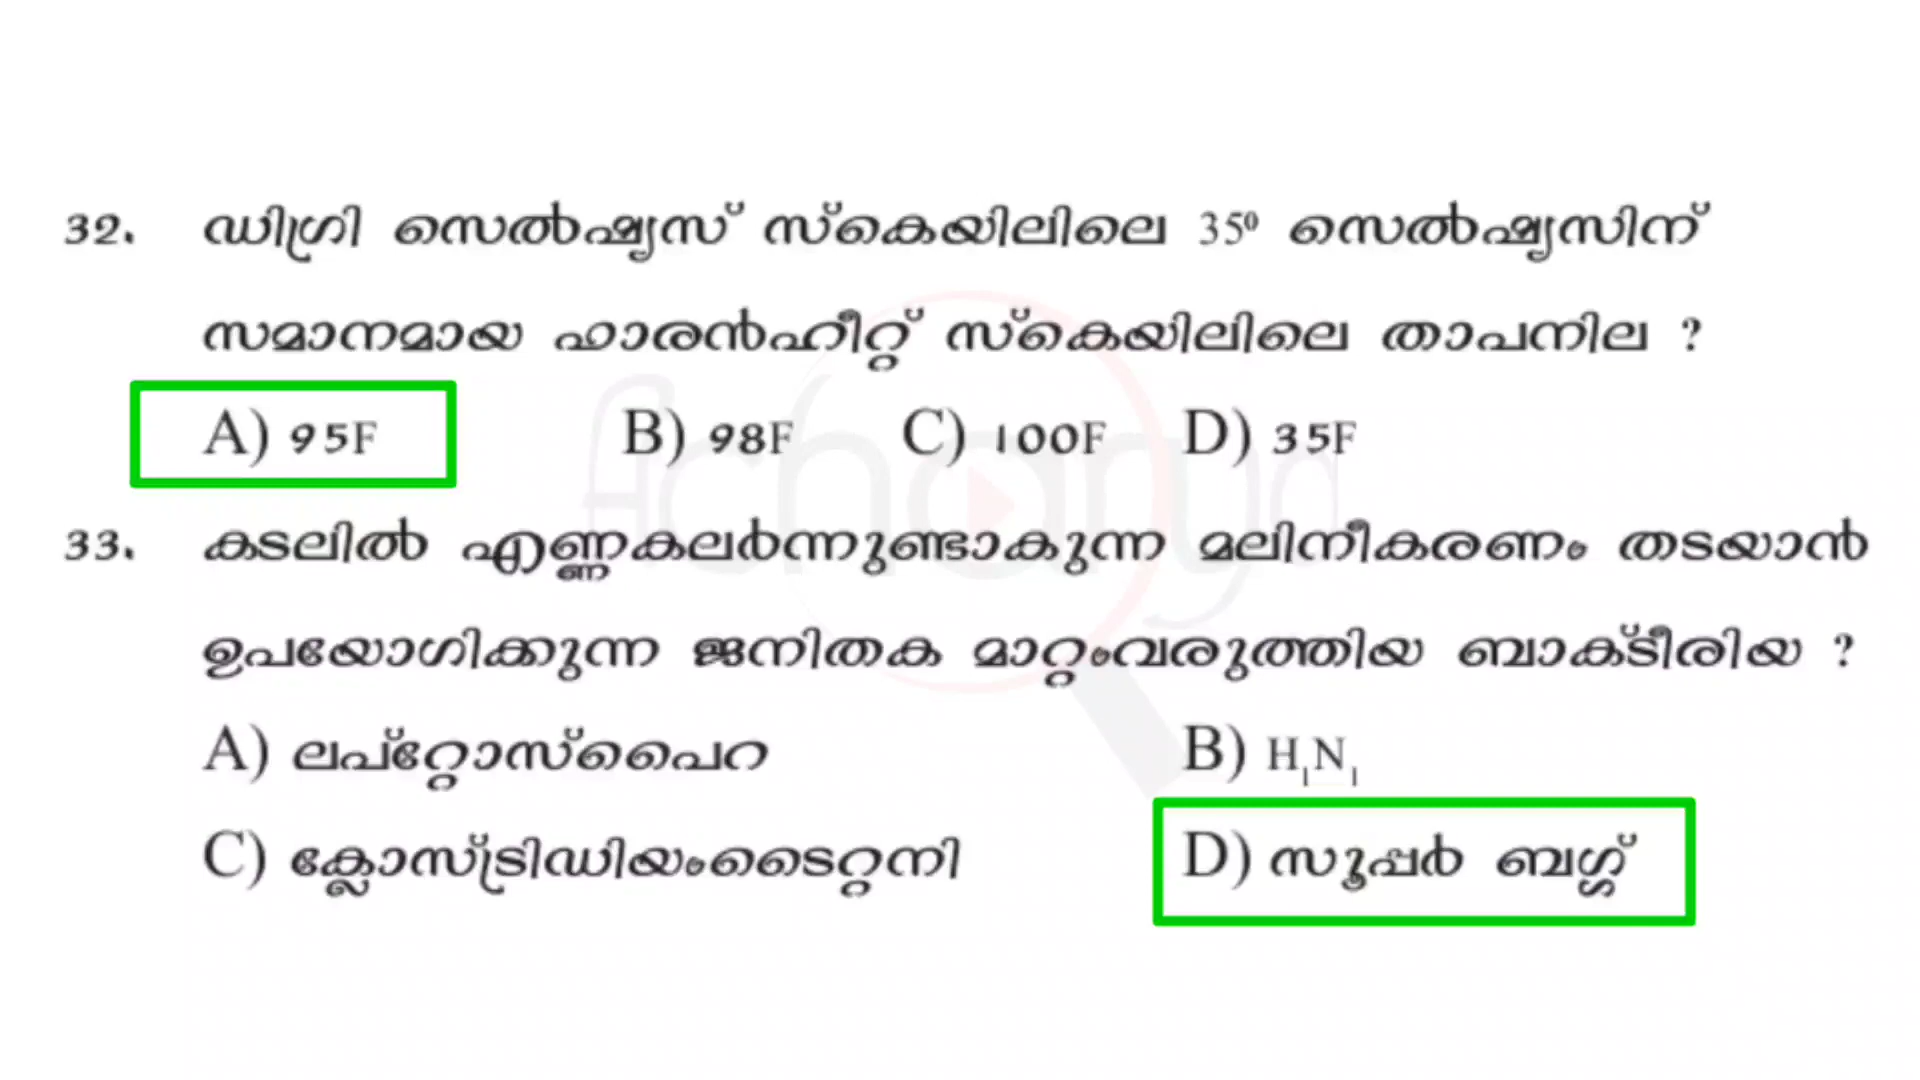 32. ഡിഗ്രി സെൽഷ്യസ് സ്കെയിലിലെ 35⁰ സെൽഷ്യസിന്
സമാനമായ ഫാരൻഹീറ്റ് സ്കെയിലിലെ താപനില ?
A) 95F B) 98F C) 100F D) 35F
33. കടലിൽ എണ്ണകലർന്നുണ്ടാകുന്ന മലിനീകരണം തടയാൻ
ഉപയോഗിക്കുന്ന ജനിതക മാറ്റംവരുത്തിയ ബാക്ടീരിയ ?
A) ലപ്റ്റോസ്പൈറ B) H₁N₁
C) ക്ലോസ്ട്രിഡിയംടൈറ്റനി D) സൂപ്പർ ബഗ്ഗ്
Acharya